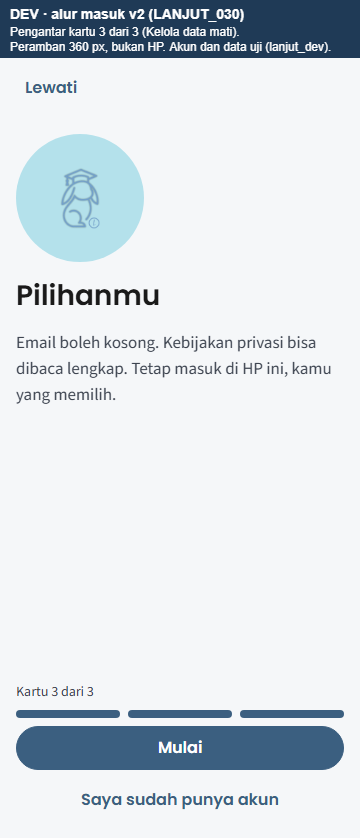 DEV · alur masuk v2 (LANJUT_030)
Pengantar kartu 3 dari 3 (Kelola data mati).
Peramban 360 px, bukan HP. Akun dan data uji (lanjut_dev).
Lewati
Pilihanmu
Email boleh kosong. Kebijakan privasi bisa
dibaca lengkap. Tetap masuk di HP ini, kamu
yang memilih.
Kartu 3 dari 3
Mulai
Saya sudah punya akun